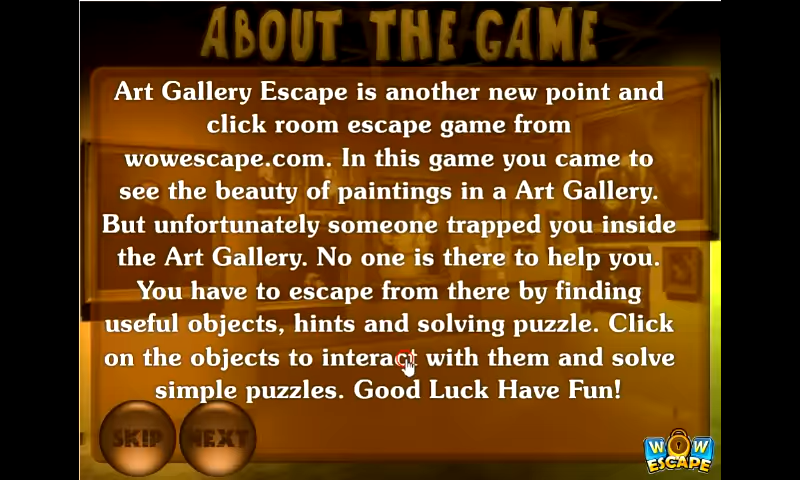 ABOUT THE GAME
Art Gallery Escape is another new point and
click room escape game from
wowescape.com. In this game you came to
see the beauty of paintings in a Art Gallery.
But unfortunately someone trapped you inside
the Art Gallery. No one is there to help you.
You have to escape from there by finding
useful objects, hints and solving puzzle. Click
on the objects to interact with them and solve
simple puzzles. Good Luck Have Fun!
SKIP NEXT
WOW
ESCAPE